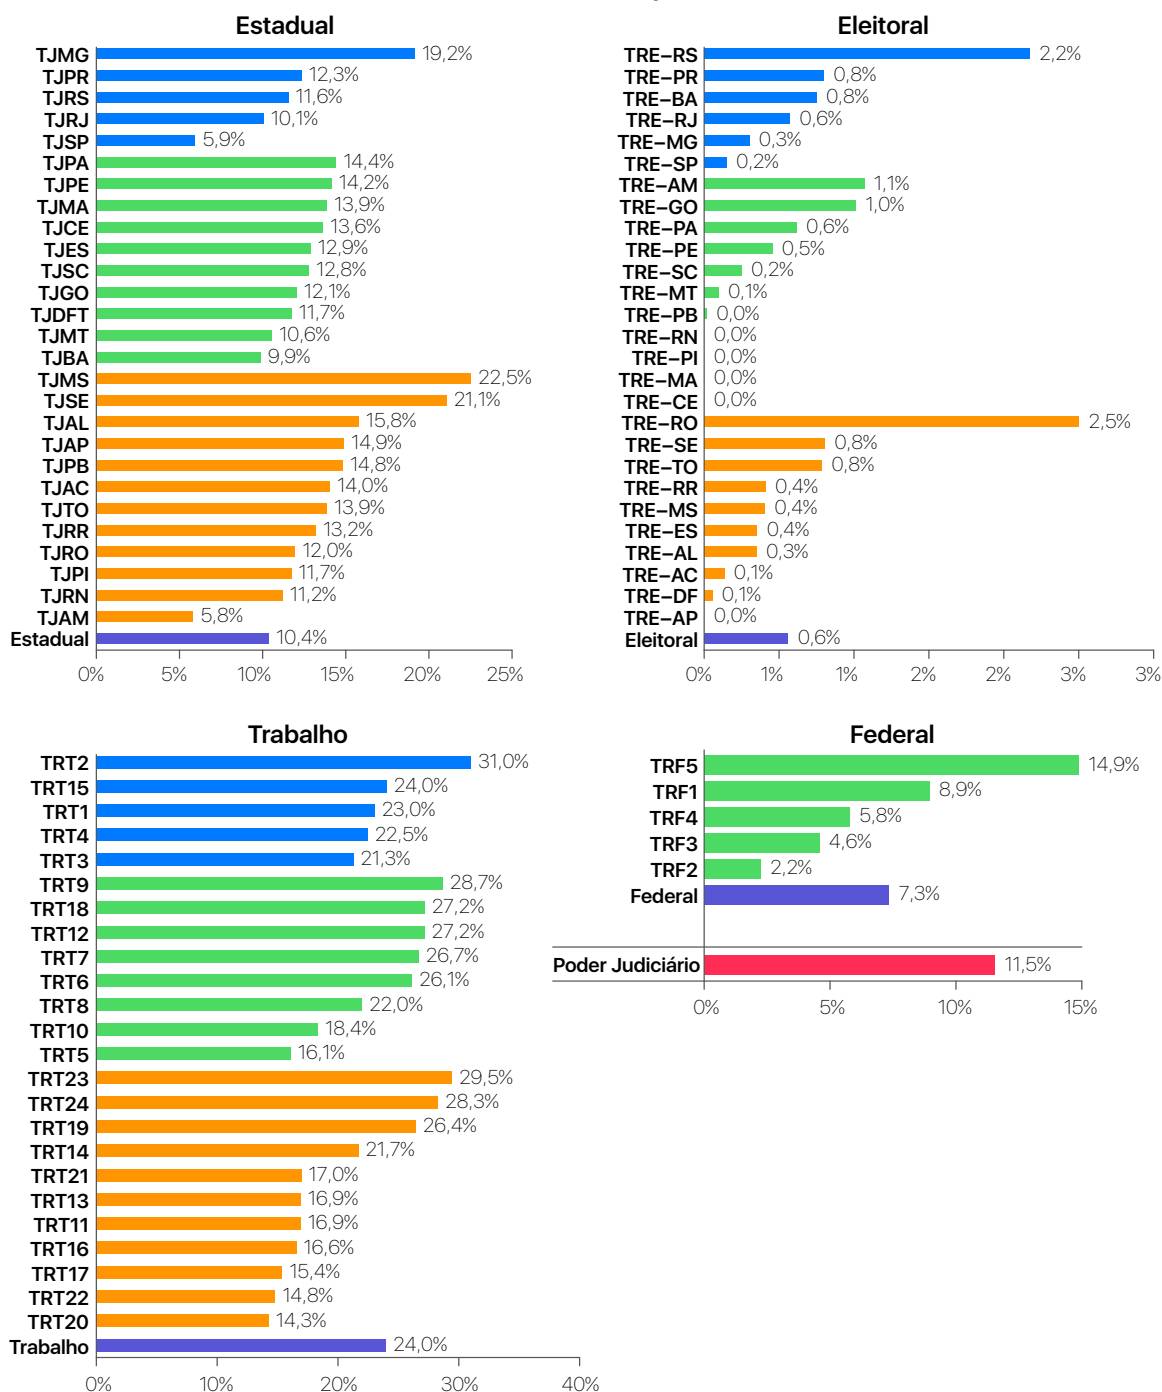 Estadual
TJMG 19,2%
TJPR 12,3%
TJRS 11,6%
TJRJ 10,1%
TJSP 5,9%
TJPA 14,4%
TJPE 14,2%
TJMA 13,9%
TJCE 13,6%
TJES 12,9%
TJSC 12,8%
TJGO 12,1%
TJDFT 11,7%
TJMT 10,6%
TJBA 9,9%
TJMS 22,5%
TJSE 21,1%
TJAL 15,8%
TJAP 14,9%
TJPB 14,8%
TJAC 14,0%
TJTO 13,9%
TJRR 13,2%
TJRO 12,0%
TJPI 11,7%
TJRN 11,2%
TJAM 5,8%
Estadual 10,4%
0% 5% 10% 15% 20% 25%
Eleitoral
TRE–RS 2,2%
TRE–PR 0,8%
TRE–BA 0,8%
TRE–RJ 0,6%
TRE–MG 0,3%
TRE–SP 0,2%
TRE–AM 1,1%
TRE–GO 1,0%
TRE–PA 0,6%
TRE–PE 0,5%
TRE–SC 0,2%
TRE–MT 0,1%
TRE–PB 0,0%
TRE–RN 0,0%
TRE–PI 0,0%
TRE–MA 0,0%
TRE–CE 0,0%
TRE–RO 2,5%
TRE–SE 0,8%
TRE–TO 0,8%
TRE–RR 0,4%
TRE–MS 0,4%
TRE–ES 0,4%
TRE–AL 0,3%
TRE–AC 0,1%
TRE–DF 0,1%
TRE–AP 0,0%
Eleitoral 0,6%
0% 1% 1% 2% 2% 3% 3%
Trabalho
TRT2 31,0%
TRT15 24,0%
TRT1 23,0%
TRT4 22,5%
TRT3 21,3%
TRT9 28,7%
TRT18 27,2%
TRT12 27,2%
TRT7 26,7%
TRT6 26,1%
TRT8 22,0%
TRT10 18,4%
TRT5 16,1%
TRT23 29,5%
TRT24 28,3%
TRT19 26,4%
TRT14 21,7%
TRT21 17,0%
TRT13 16,9%
TRT11 16,9%
TRT16 16,6%
TRT17 15,4%
TRT22 14,8%
TRT20 14,3%
Trabalho 24,0%
0% 10% 20% 30% 40%
Federal
TRF5 14,9%
TRF1 8,9%
TRF4 5,8%
TRF3 4,6%
TRF2 2,2%
Federal 7,3%
Poder Judiciário 11,5%
0% 5% 10% 15%